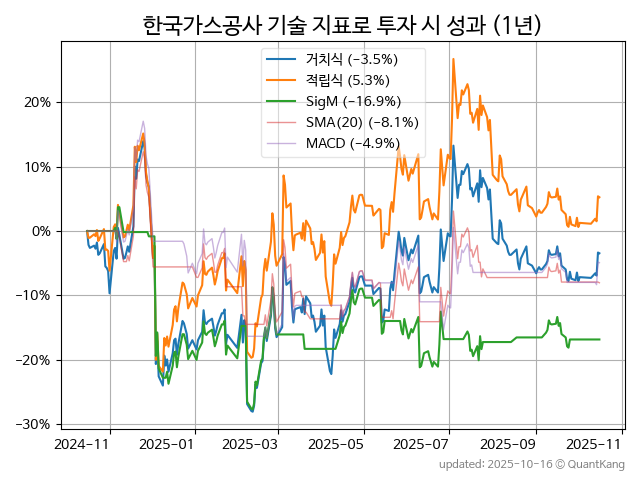 한국가스공사 기술 지표로 투자 시 성과 (1년)
거치식 (−3.5%)
적립식 (5.3%)
SigM (−16.9%)
SMA(20) (−8.1%)
MACD (−4.9%)
20%
10%
0%
−10%
−20%
−30%
2024-11 2025-01 2025-03 2025-05 2025-07 2025-09 2025-11
updated: 2025-10-16 © QuantKang